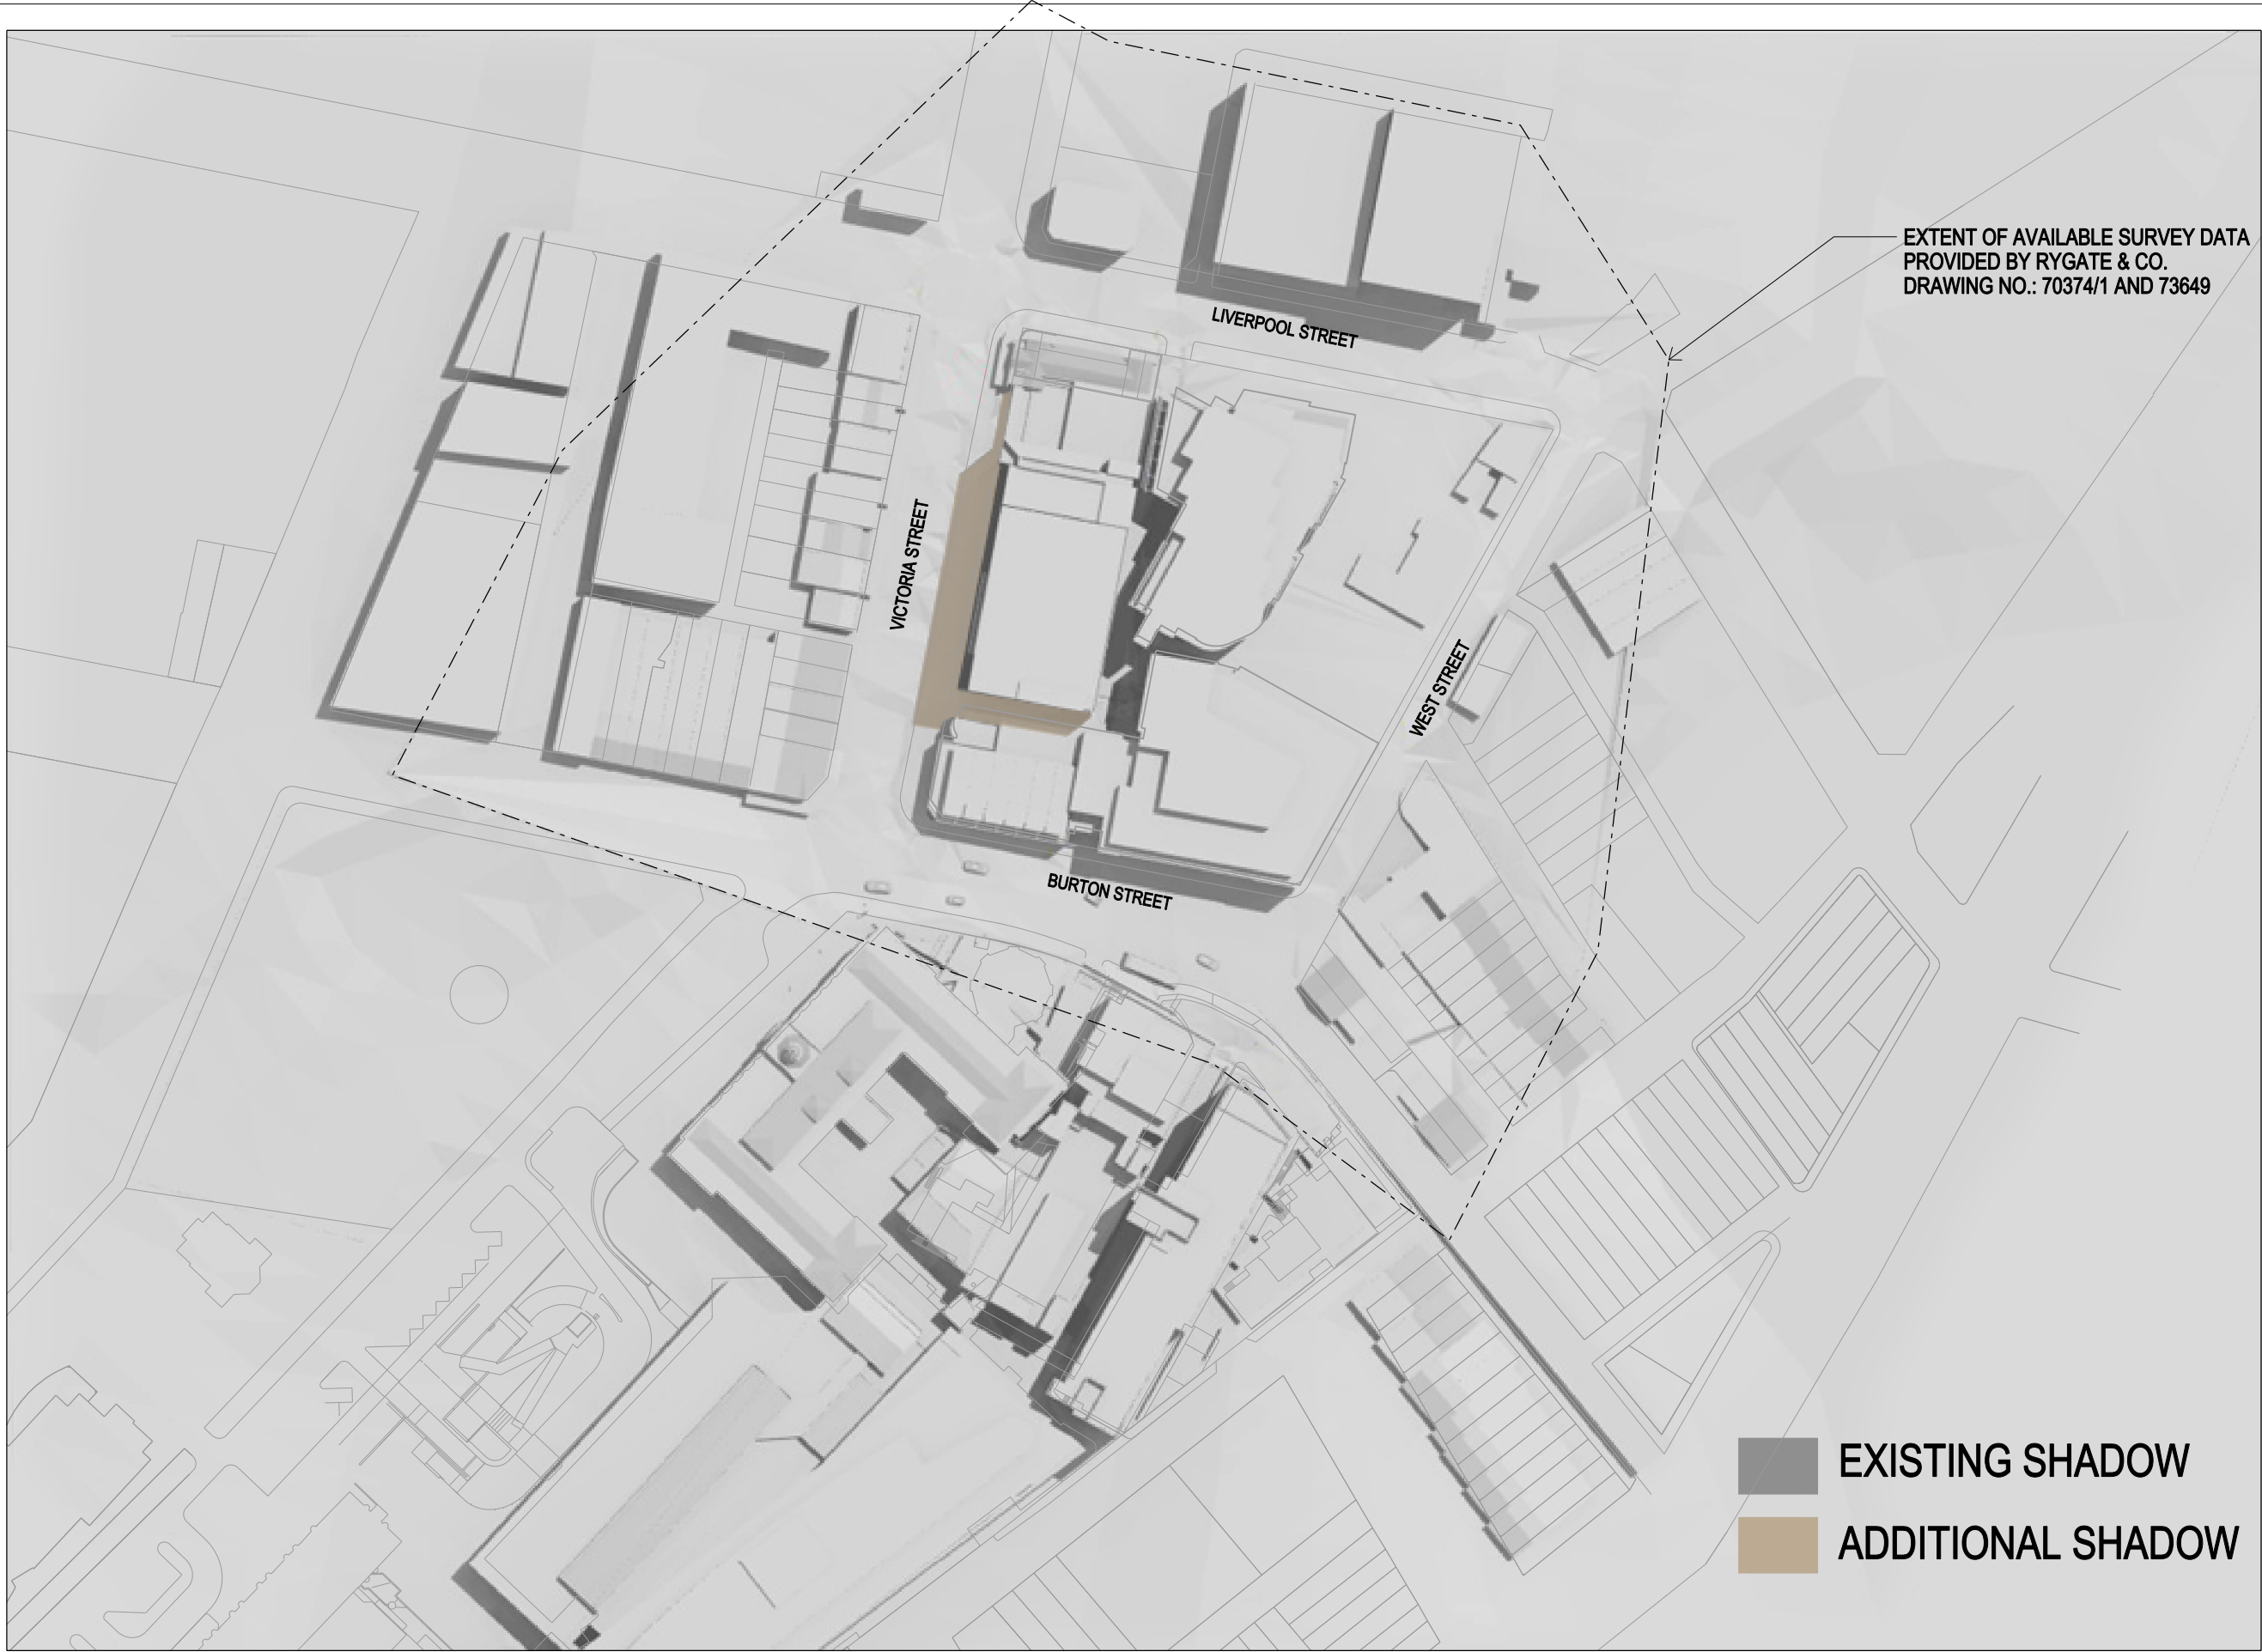 EXTENT OF AVAILABLE SURVEY DATA
PROVIDED BY RYGATE & CO.
DRAWING NO.: 70374/1 AND 73649
LIVERPOOL STREET
VICTORIA STREET
WEST STREET
BURTON STREET
EXISTING SHADOW
ADDITIONAL SHADOW